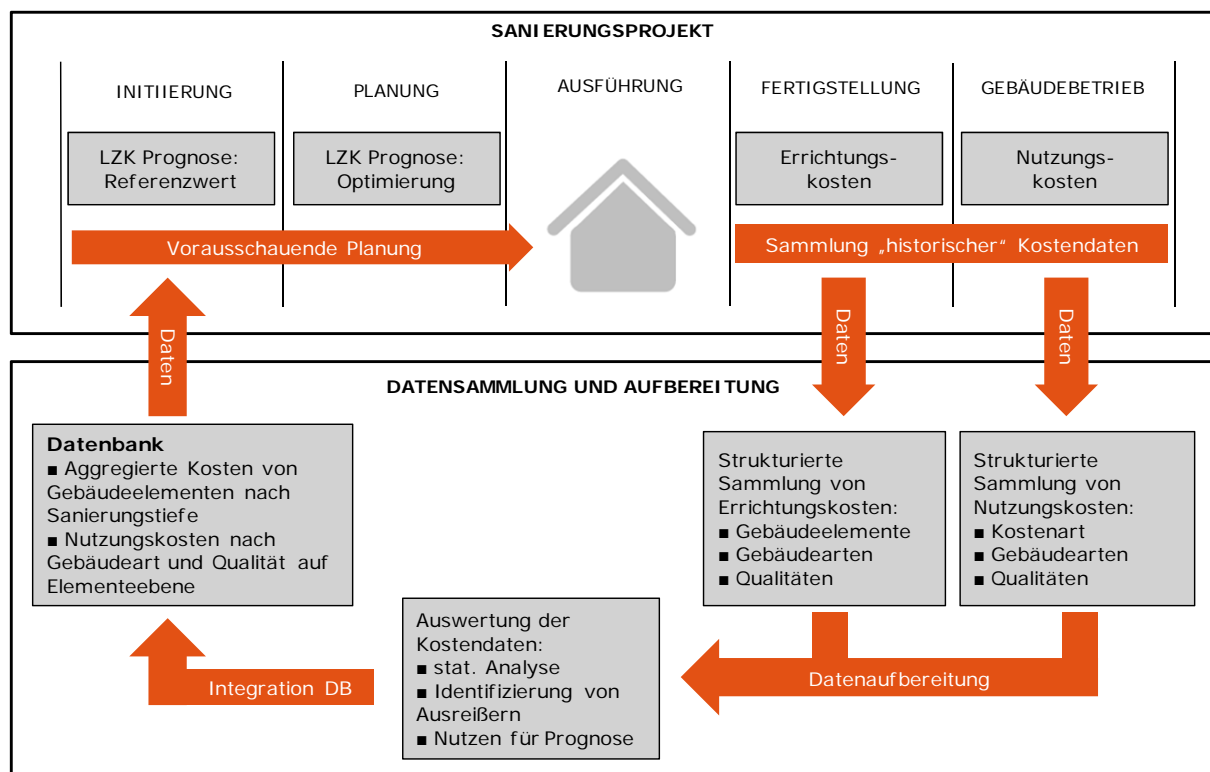 SANIERUNGSPROJEKT
INITIIERUNG
PLANUNG
AUSFÜHRUNG
FERTIGSTELLUNG
GEBÄUDEBETRIEB
LZK Prognose:
Referenzwert
LZK Prognose:
Optimierung
Errichtungs-
kosten
Nutzungs-
kosten
Vorausschauende Planung
Sammlung „historischer“ Kostendaten
Daten
Daten
Daten
DATENSAMMLUNG UND AUFBEREITUNG
Datenbank
■ Aggregierte Kosten von
Gebäudeelementen nach
Sanierungstiefe
■ Nutzungskosten nach
Gebäudeart und Qualität auf
Elementeebene
Strukturierte
Sammlung von
Errichtungskosten:
■ Gebäudeelemente
■ Gebäudearten
■ Qualitäten
Strukturierte
Sammlung von
Nutzungskosten:
■ Kostenart
■ Gebäudearten
■ Qualitäten
Auswertung der
Kostendaten:
■ stat. Analyse
■ Identifizierung von
Ausreißern
■ Nutzen für Prognose
Integration DB
Datenaufbereitung